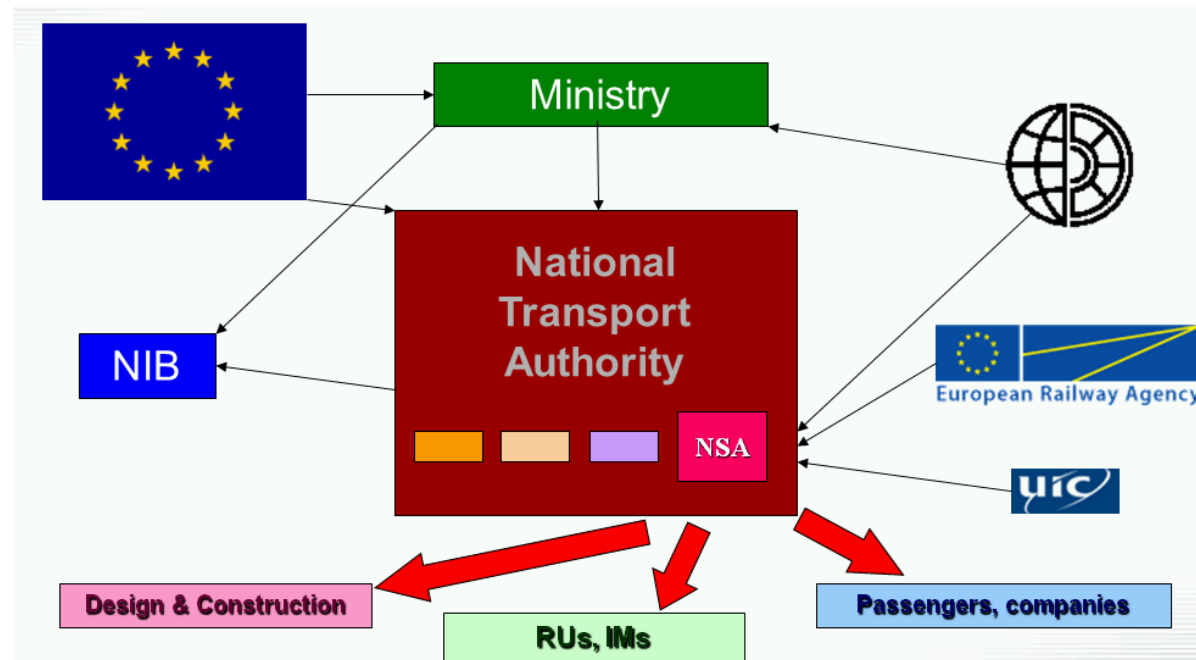 Ministry
National
Transport
Authority
NIB
European Railway Agency
NSA
uic
Design & Construction
Passengers, companies
RUs, IMs